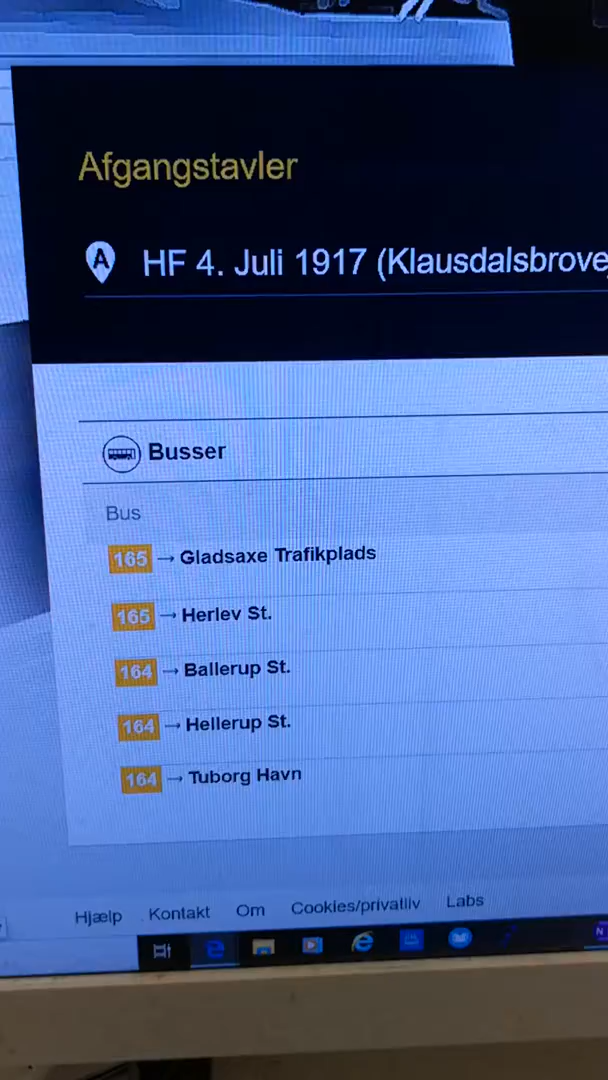 Afgangstavler
A HF 4. Juli 1917 (Klausdalsbrove
Busser
Bus
165 → Gladsaxe Trafikplads
165 → Herlev St.
164 → Ballerup St.
164 → Hellerup St.
164 → Tuborg Havn
Hjælp Kontakt Om Cookies/privatliv Labs